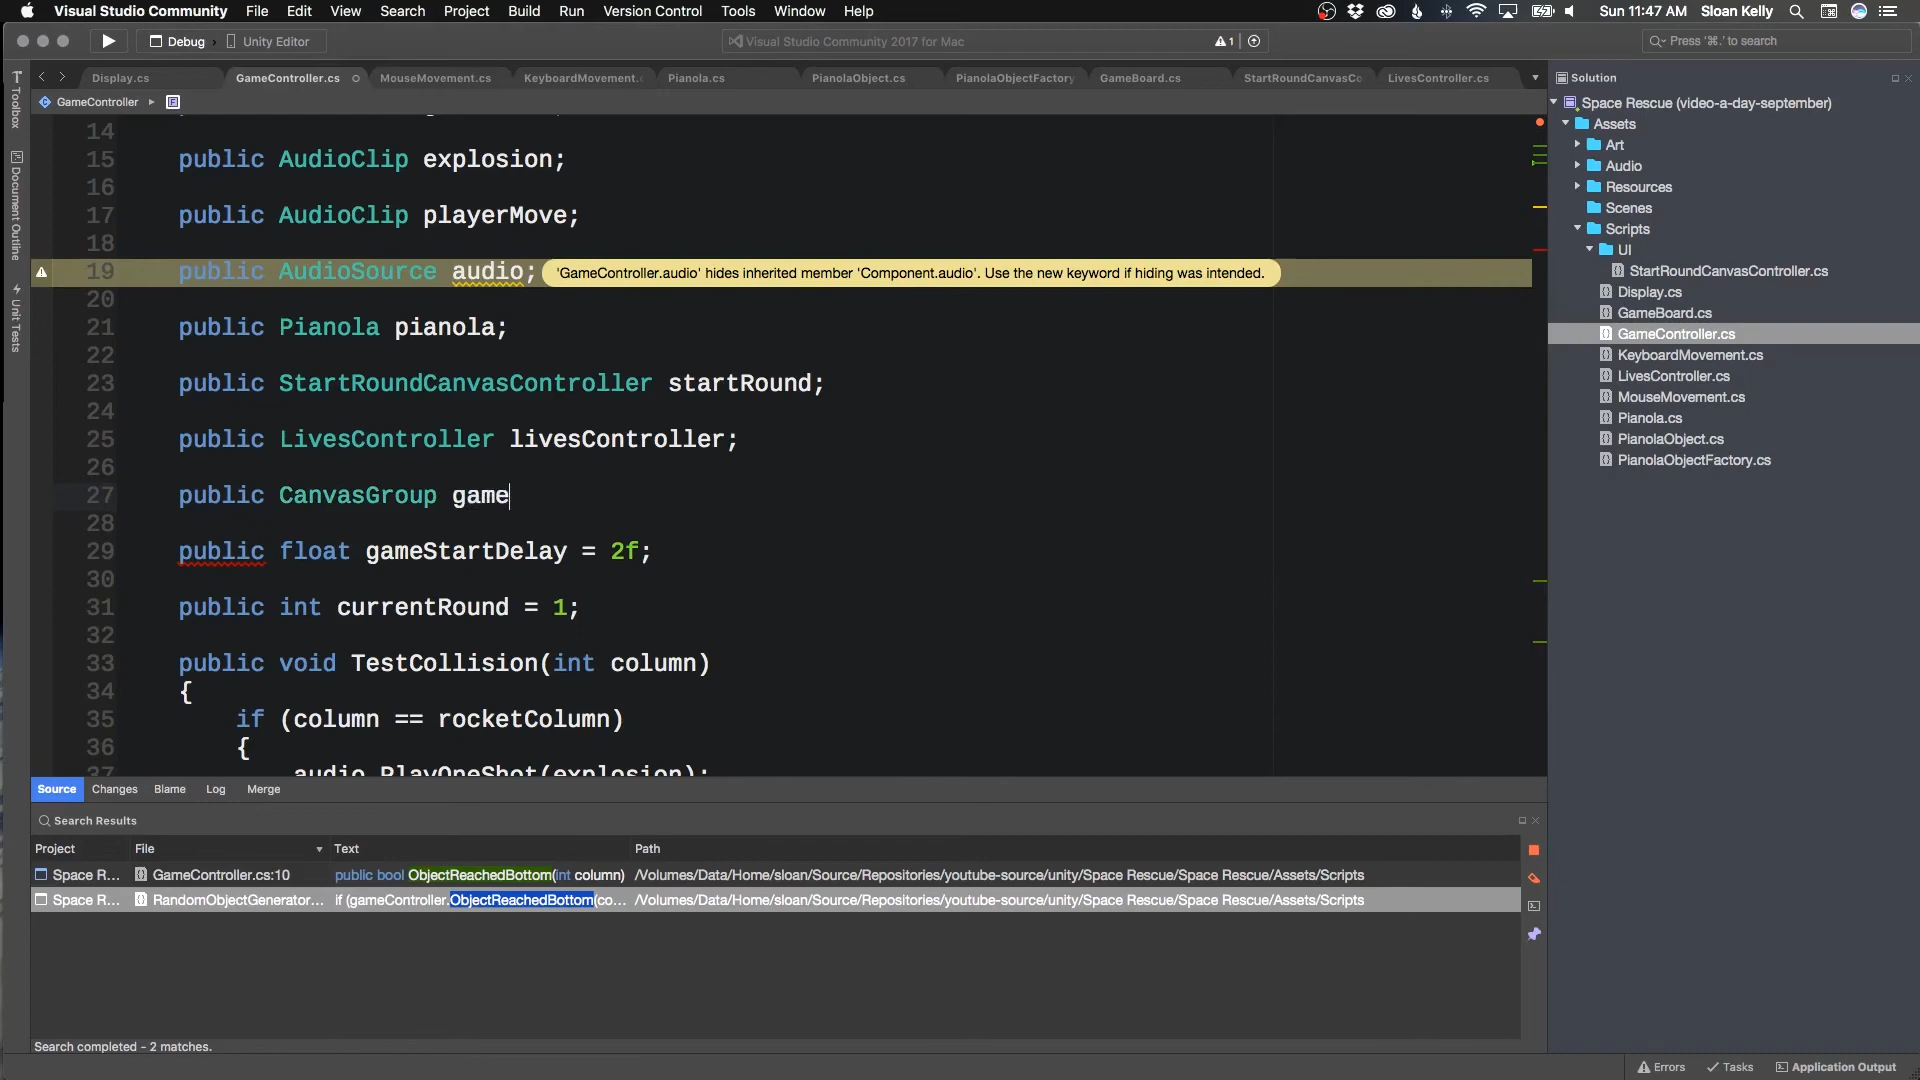 Visual Studio Community File Edit View Search Project Build Run Version Control Tools Window Help Sun 11:47 AM Sloan Kelly
Debug Unity Editor Visual Studio Community 2017 for Mac 1 Press '⌘.' to search
Display.cs GameController.cs MouseMovement.cs KeyboardMovement.c Pianola.cs PianolaObject.cs PianolaObjectFactory GameBoard.cs StartRoundCanvasCo LivesController.cs
GameController
Toolbox
Document Outline
Unit Tests
14
15 public AudioClip explosion;
16
17 public AudioClip playerMove;
18
19 public AudioSource audio; 'GameController.audio' hides inherited member 'Component.audio'. Use the new keyword if hiding was intended.
20
21 public Pianola pianola;
22
23 public StartRoundCanvasController startRound;
24
25 public LivesController livesController;
26
27 public CanvasGroup game
28
29 public float gameStartDelay = 2f;
30
31 public int currentRound = 1;
32
33 public void TestCollision(int column)
34 {
35 if (column == rocketColumn)
36 {
37 audio.PlayOneShot(explosion);
Source Changes Blame Log Merge
Search Results
Project File Text Path
Space R... GameController.cs:10 public bool ObjectReachedBottom(int column) /Volumes/Data/Home/sloan/Source/Repositories/youtube-source/unity/Space Rescue/Space Rescue/Assets/Scripts
Space R... RandomObjectGenerator... if (gameController.ObjectReachedBottom(co... /Volumes/Data/Home/sloan/Source/Repositories/youtube-source/unity/Space Rescue/Space Rescue/Assets/Scripts
Search completed - 2 matches.
Solution
Space Rescue (video-a-day-september)
Assets
Art
Audio
Resources
Scenes
Scripts
UI
StartRoundCanvasController.cs
Display.cs
GameBoard.cs
GameController.cs
KeyboardMovement.cs
LivesController.cs
MouseMovement.cs
Pianola.cs
PianolaObject.cs
PianolaObjectFactory.cs
Errors Tasks Application Output